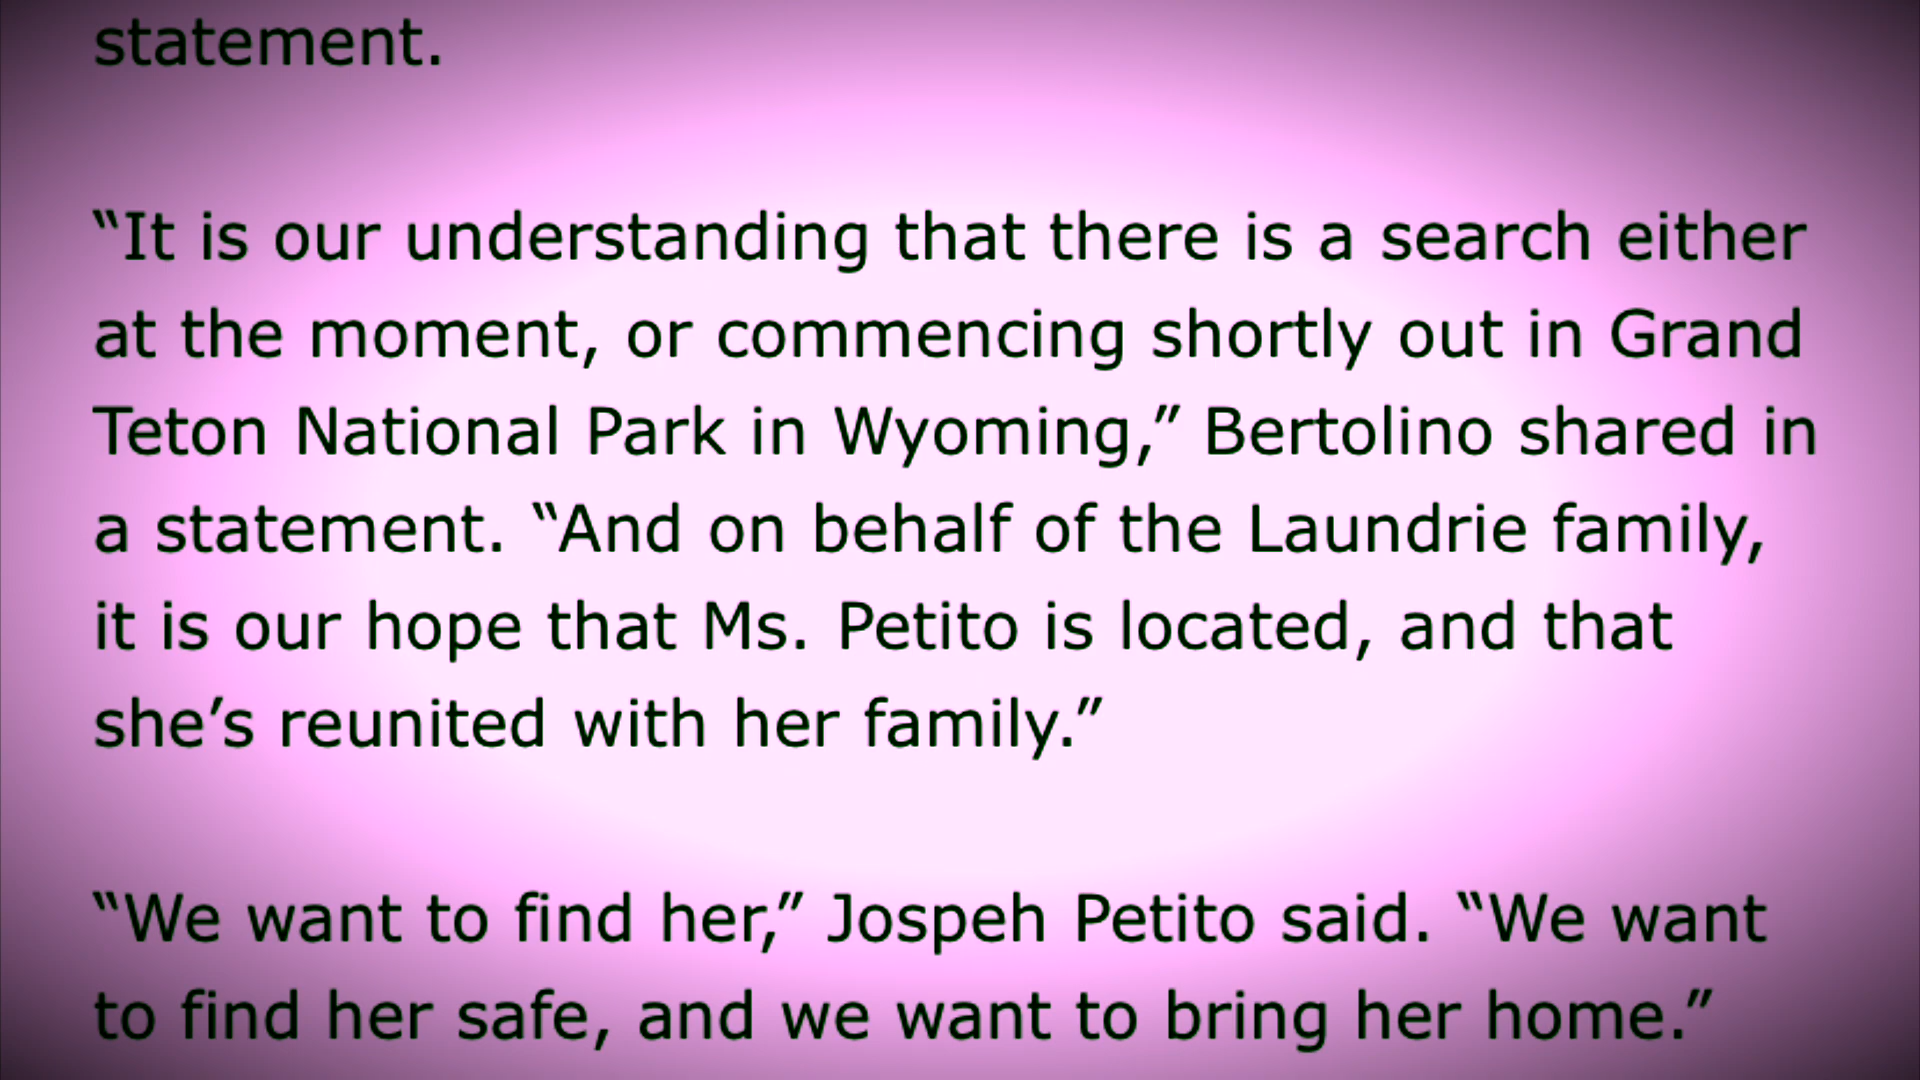 statement.
“It is our understanding that there is a search either
at the moment, or commencing shortly out in Grand
Teton National Park in Wyoming,” Bertolino shared in
a statement. “And on behalf of the Laundrie family,
it is our hope that Ms. Petito is located, and that
she’s reunited with her family.”
“We want to find her,” Jospeh Petito said. “We want
to find her safe, and we want to bring her home.”